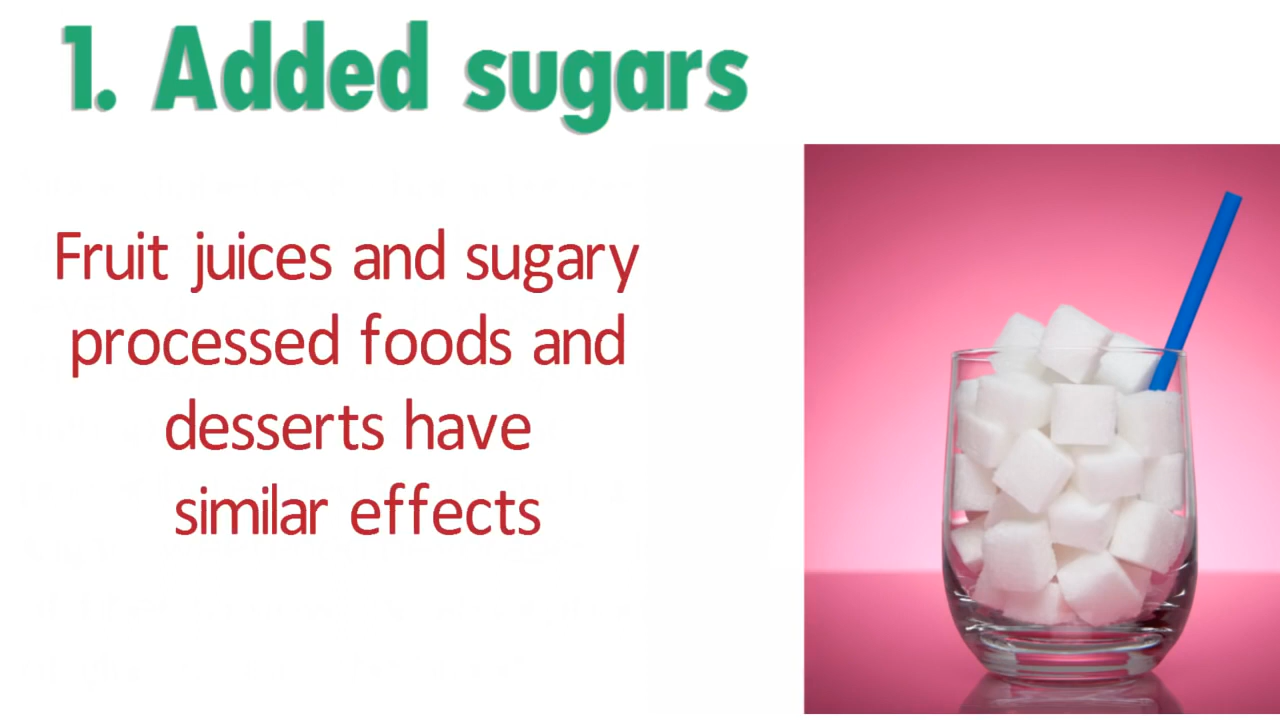 1. Added sugars
Fruit juices and sugary
processed foods and
desserts have
similar effects